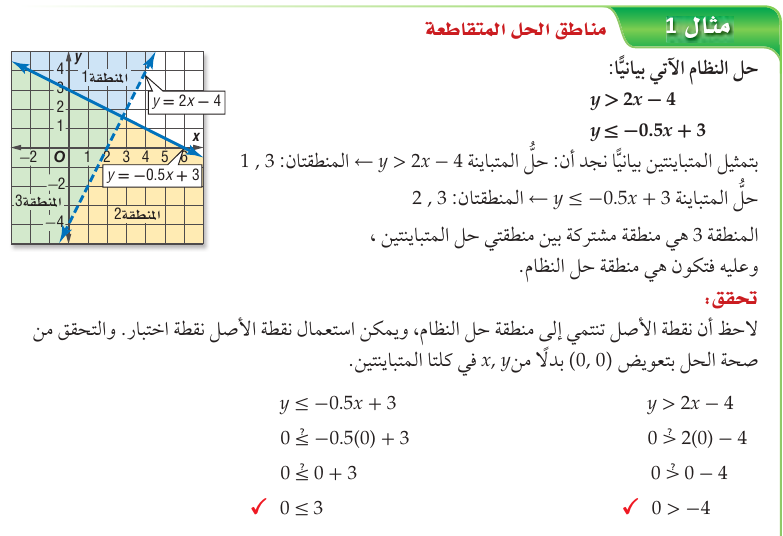 مثال 1
مناطق الحل المتقاطعة
حل النظام الآتي بيانيًّا:
y > 2x − 4
y ≤ −0.5x + 3
بتمثيل المتباينتين بيانيًّا نجد أن: حلُّ المتباينة y > 2x − 4 ← المنطقتان: 3 , 1
حلُّ المتباينة y ≤ −0.5x + 3 ← المنطقتان: 3 , 2
المنطقة 3 هي منطقة مشتركة بين منطقتي حل المتباينتين ،
وعليه فتكون هي منطقة حل النظام.
y
4
3
2
1
المنطقة1
y = 2x − 4
x
−2 O 1 2 3 4 5 6
y = −0.5x + 3
−2
المنطقة3
المنطقة2
−4
تحقق:
لاحظ أن نقطة الأصل تنتمي إلى منطقة حل النظام، ويمكن استعمال نقطة الأصل نقطة اختبار. والتحقق من
صحة الحل بتعويض (0, 0) بدلًا من x, y في كلتا المتباينتين.
y > 2x − 4
0 ≟> 2(0) − 4
0 ≟> 0 − 4
0 > −4 ✓
y ≤ −0.5x + 3
0 ≟≤ −0.5(0) + 3
0 ≟≤ 0 + 3
0 ≤ 3 ✓